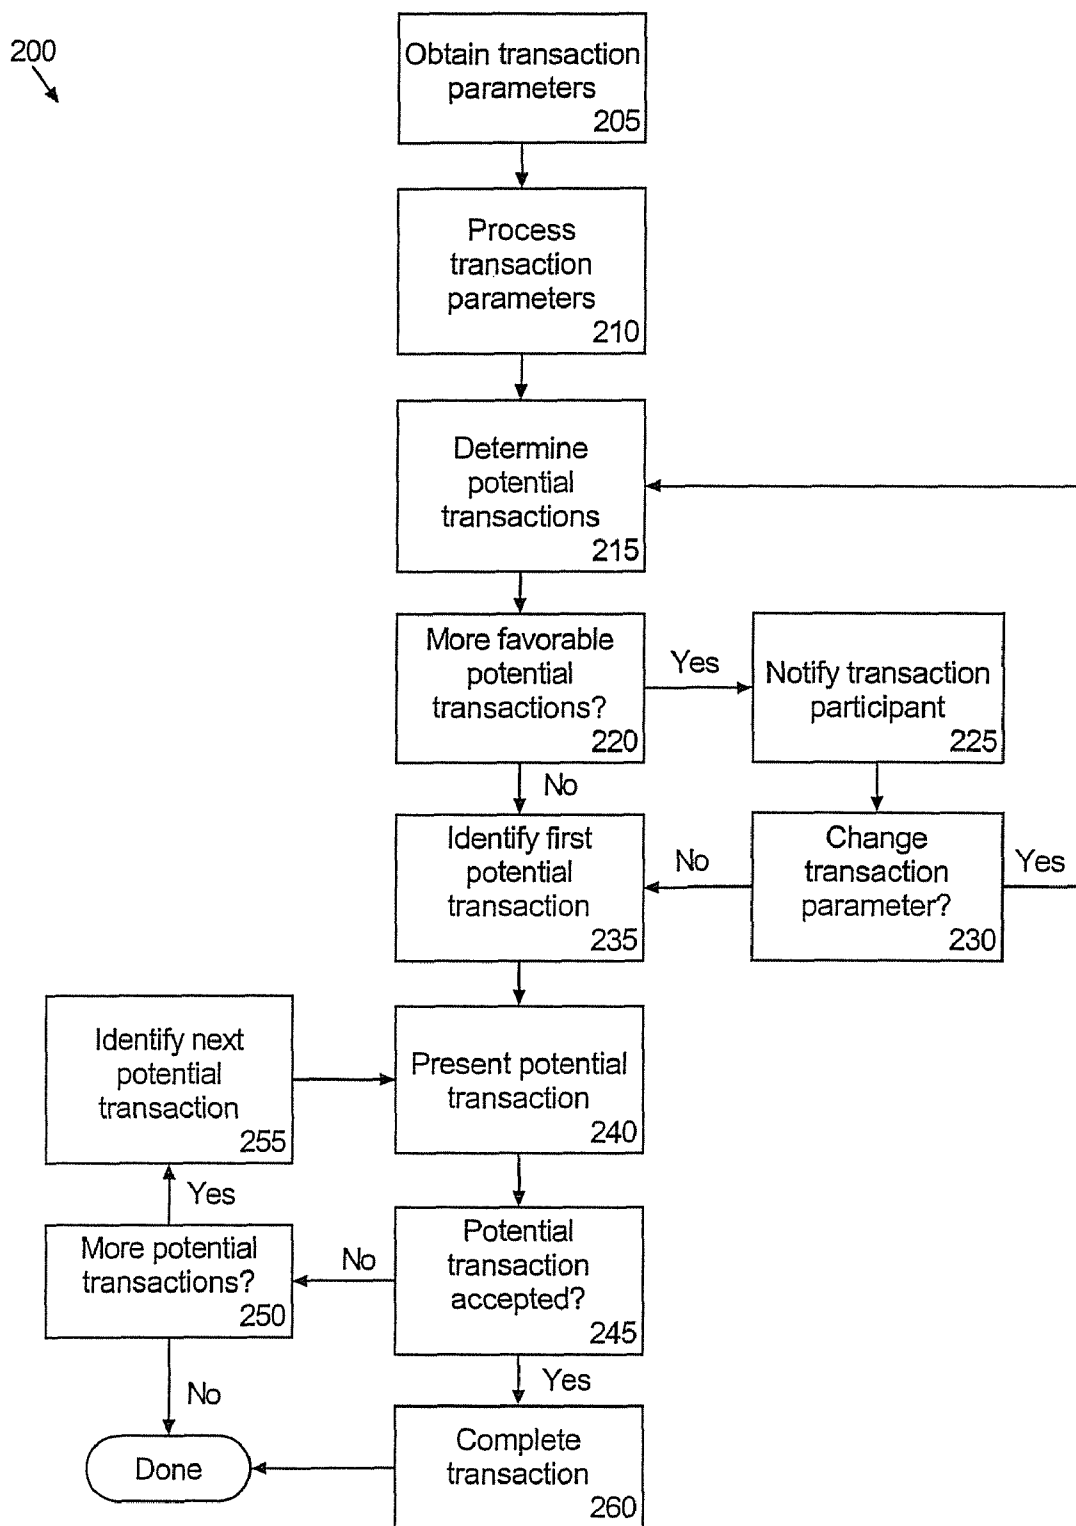 200
Obtain transaction
parameters
205
Process
transaction
parameters
210
Determine
potential
transactions
215
More favorable
potential
transactions?
220
Yes
Notify transaction
participant
225
No
Identify first
potential
transaction
235
No
Change
transaction
parameter?
230
Yes
Identify next
potential
transaction
255
Present potential
transaction
240
Yes
More potential
transactions?
250
No
Potential
transaction
accepted?
245
No
Yes
Done
Complete
transaction
260